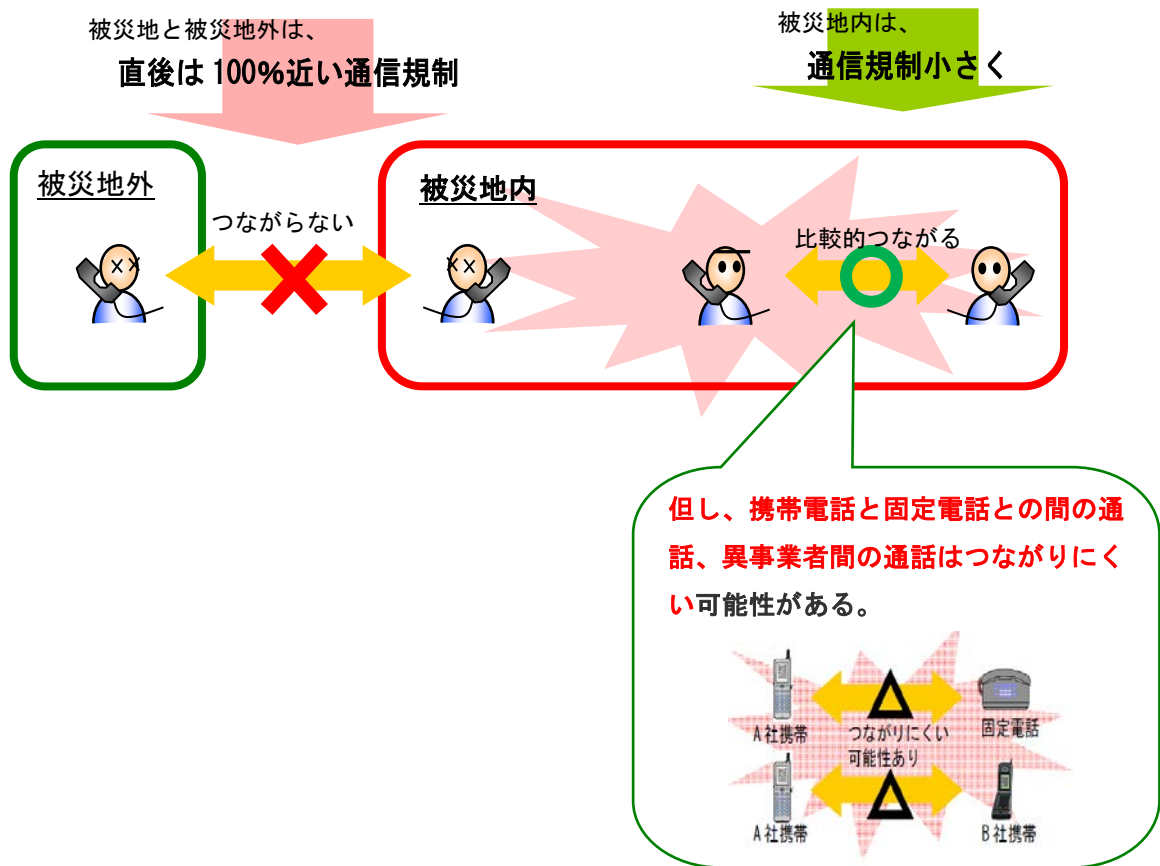 被災地と被災地外は、
直後は 100%近い通信規制
被災地内は、
通信規制小さく
被災地外
つながらない
被災地内
比較的つながる
但し、携帯電話と固定電話との間の通
話、異事業者間の通話はつながりにく
い可能性がある。
A社携帯
つながりにくい
可能性あり
固定電話
A社携帯
B社携帯